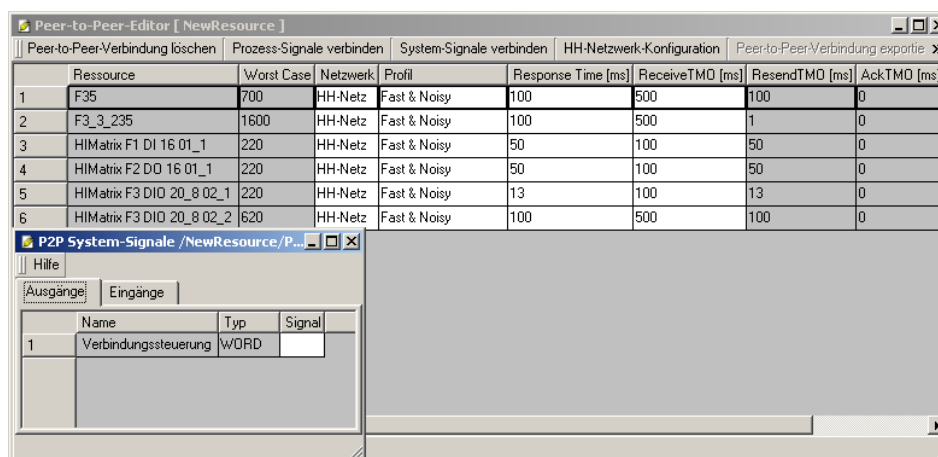 Peer-to-Peer-Editor [ NewResource ]
Peer-to-Peer-Verbindung löschen Prozess-Signale verbinden System-Signale verbinden HH-Netzwerk-Konfiguration Peer-to-Peer-Verbindung exportie
Ressource Worst Case Netzwerk Profil Response Time [ms] ReceiveTMO [ms] ResendTMO [ms] AckTMO [ms]
1 F35 700 HH-Netz Fast & Noisy 100 500 100 0
2 F3_3_235 1600 HH-Netz Fast & Noisy 100 500 1 0
3 HIMatrix F1 DI 16 01_1 220 HH-Netz Fast & Noisy 50 100 50 0
4 HIMatrix F2 DO 16 01_1 220 HH-Netz Fast & Noisy 50 100 50 0
5 HIMatrix F3 DIO 20_8 02_1 220 HH-Netz Fast & Noisy 13 100 13 0
6 HIMatrix F3 DIO 20_8 02_2 620 HH-Netz Fast & Noisy 100 500 100 0
P2P System-Signale /NewResource/P...
Hilfe
Ausgänge Eingänge
Name Typ Signal
1 Verbindungssteuerung WORD